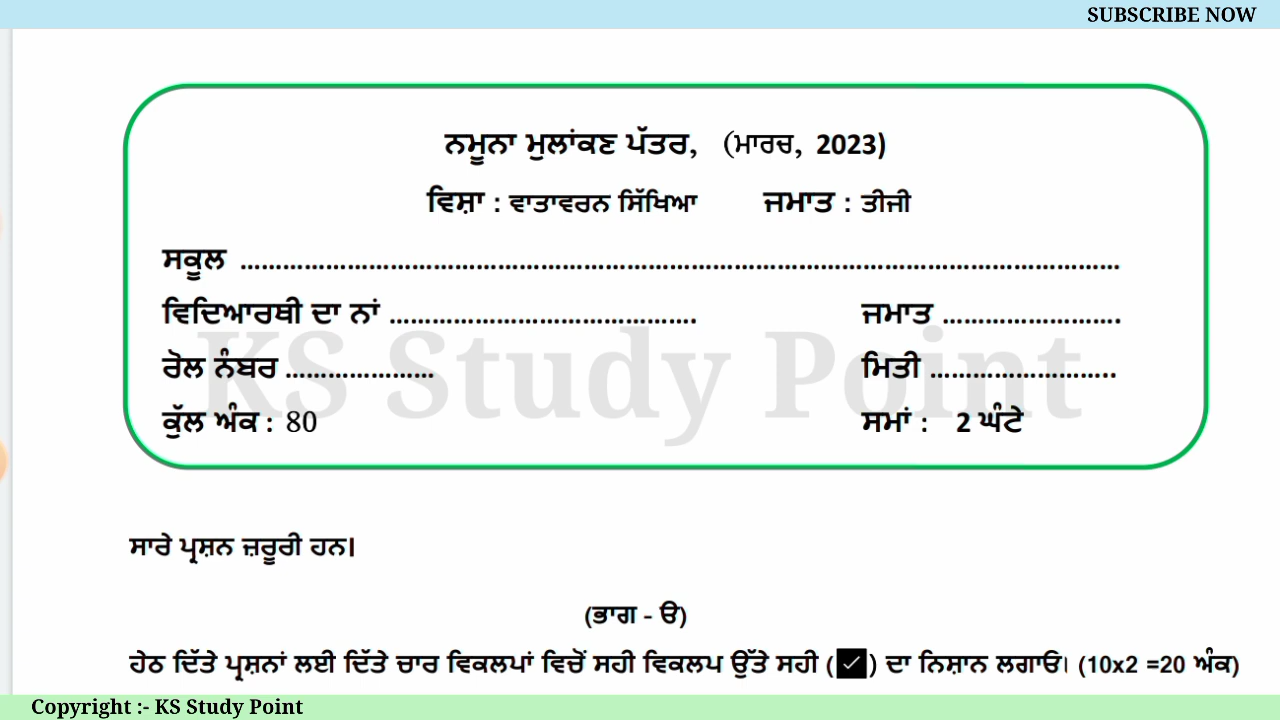 SUBSCRIBE NOW
ਨਮੂਨਾ ਮੁਲਾਂਕਣ ਪੱਤਰ, (ਮਾਰਚ, 2023)
ਵਿਸ਼ਾ : ਵਾਤਾਵਰਨ ਸਿੱਖਿਆ ਜਮਾਤ : ਤੀਜੀ
ਸਕੂਲ ..........................................................................................................................
ਵਿਦਿਆਰਥੀ ਦਾ ਨਾਂ ........................................... ਜਮਾਤ .........................
KS Study Point
ਰੋਲ ਨੰਬਰ ..................... ਮਿਤੀ ..........................
ਕੁੱਲ ਅੰਕ : 80 ਸਮਾਂ : 2 ਘੰਟੇ
ਸਾਰੇ ਪ੍ਰਸ਼ਨ ਜ਼ਰੂਰੀ ਹਨ।
(ਭਾਗ - ੳ)
ਹੇਠ ਦਿੱਤੇ ਪ੍ਰਸ਼ਨਾਂ ਲਈ ਦਿੱਤੇ ਚਾਰ ਵਿਕਲਪਾਂ ਵਿਚੋਂ ਸਹੀ ਵਿਕਲਪ ਉੱਤੇ ਸਹੀ (✓) ਦਾ ਨਿਸ਼ਾਨ ਲਗਾਓ। (10x2 =20 ਅੰਕ)
Copyright :- KS Study Point